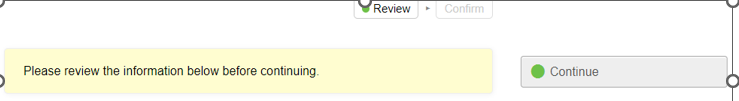 Review ▸ Confirm
Please review the information below before continuing.
Continue